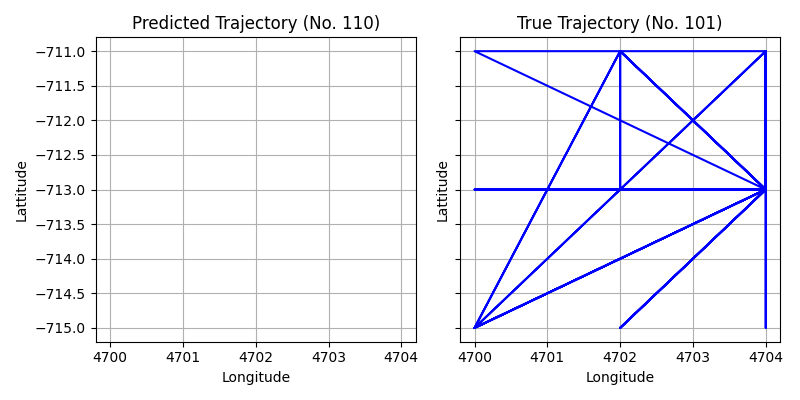 Predicted Trajectory (No. 110)
True Trajectory (No. 101)
−711.0
−711.5
−712.0
−712.5
−713.0
−713.5
−714.0
−714.5
−715.0
Lattitude
Lattitude
4700 4701 4702 4703 4704
4700 4701 4702 4703 4704
Longitude
Longitude